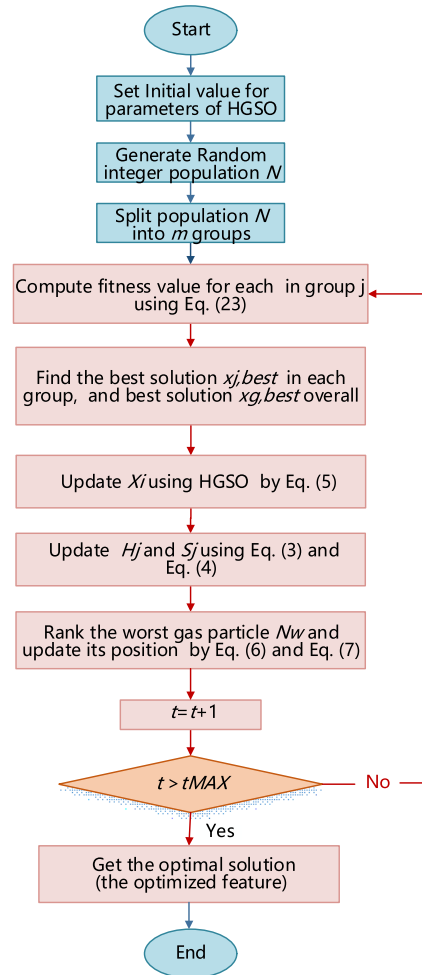 Start
Set Initial value for
parameters of HGSO
Generate Random
integer population N
Split population N
into m groups
Compute fitness value for each in group j
using Eq. (23)
Find the best solution xj,best in each
group, and best solution xg,best overall
Update Xi using HGSO by Eq. (5)
Update Hj and Sj using Eq. (3) and
Eq. (4)
Rank the worst gas particle Nw and
update its position by Eq. (6) and Eq. (7)
t=t+1
t > tMAX
No
Yes
Get the optimal solution
(the optimized feature)
End